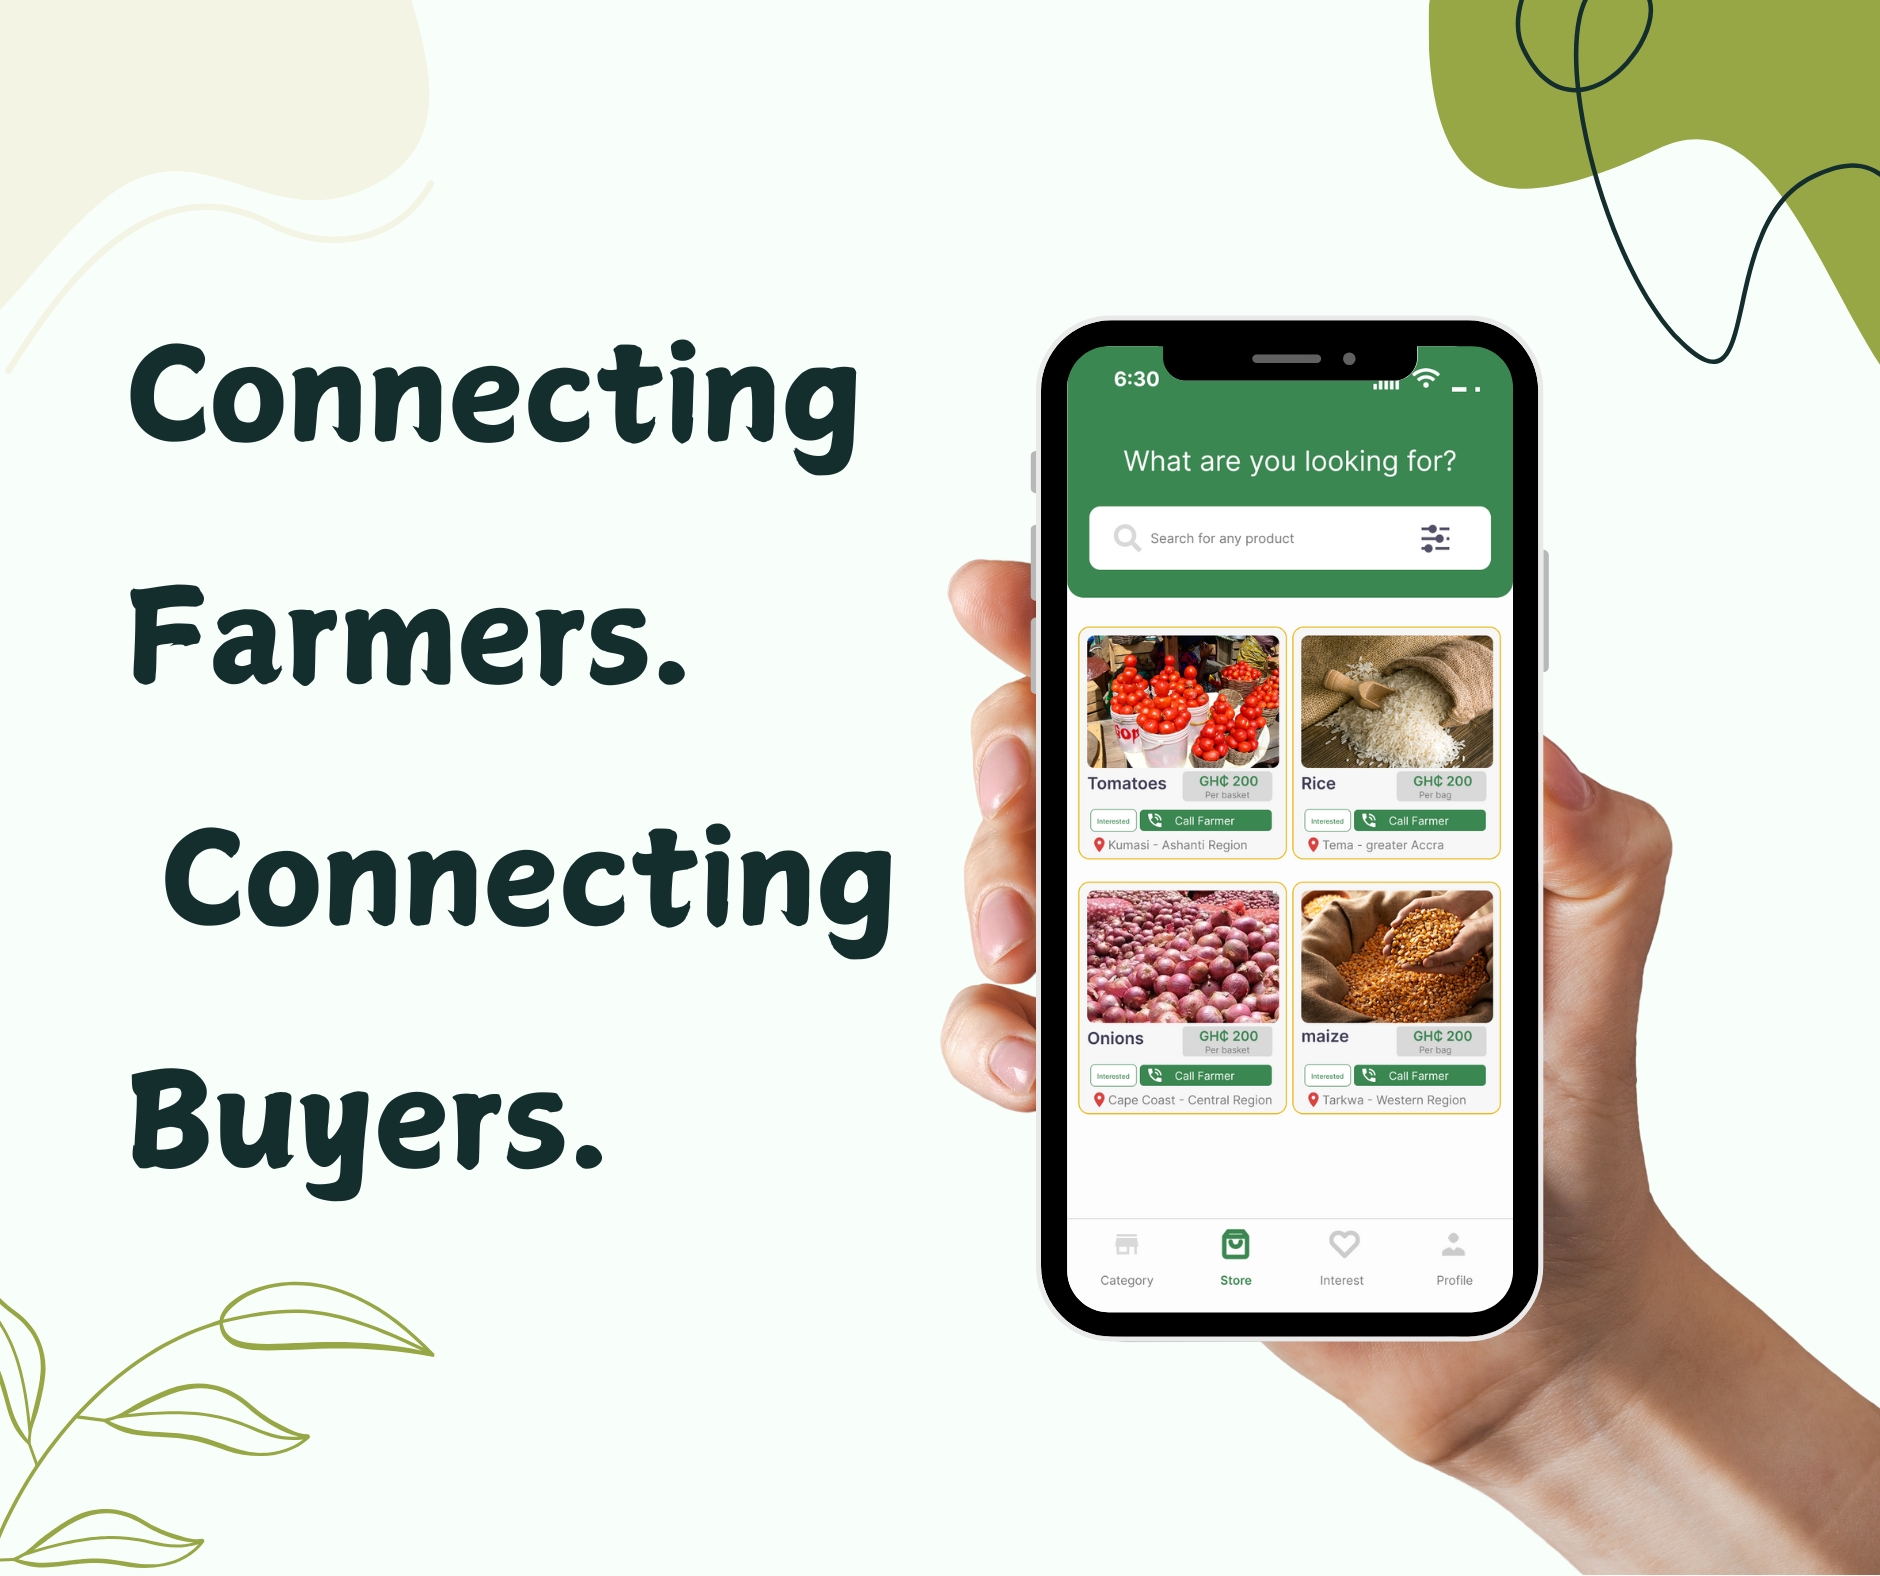 Connecting
Farmers.
Connecting
Buyers.
6:30
What are you looking for?
Search for any product
Tomatoes
GH₵ 200
Per basket
Interested
Call Farmer
Kumasi - Ashanti Region
Rice
GH₵ 200
Per bag
Interested
Call Farmer
Tema - greater Accra
Onions
GH₵ 200
Per basket
Interested
Call Farmer
Cape Coast - Central Region
maize
GH₵ 200
Per bag
Interested
Call Farmer
Tarkwa - Western Region
Category
Store
Interest
Profile